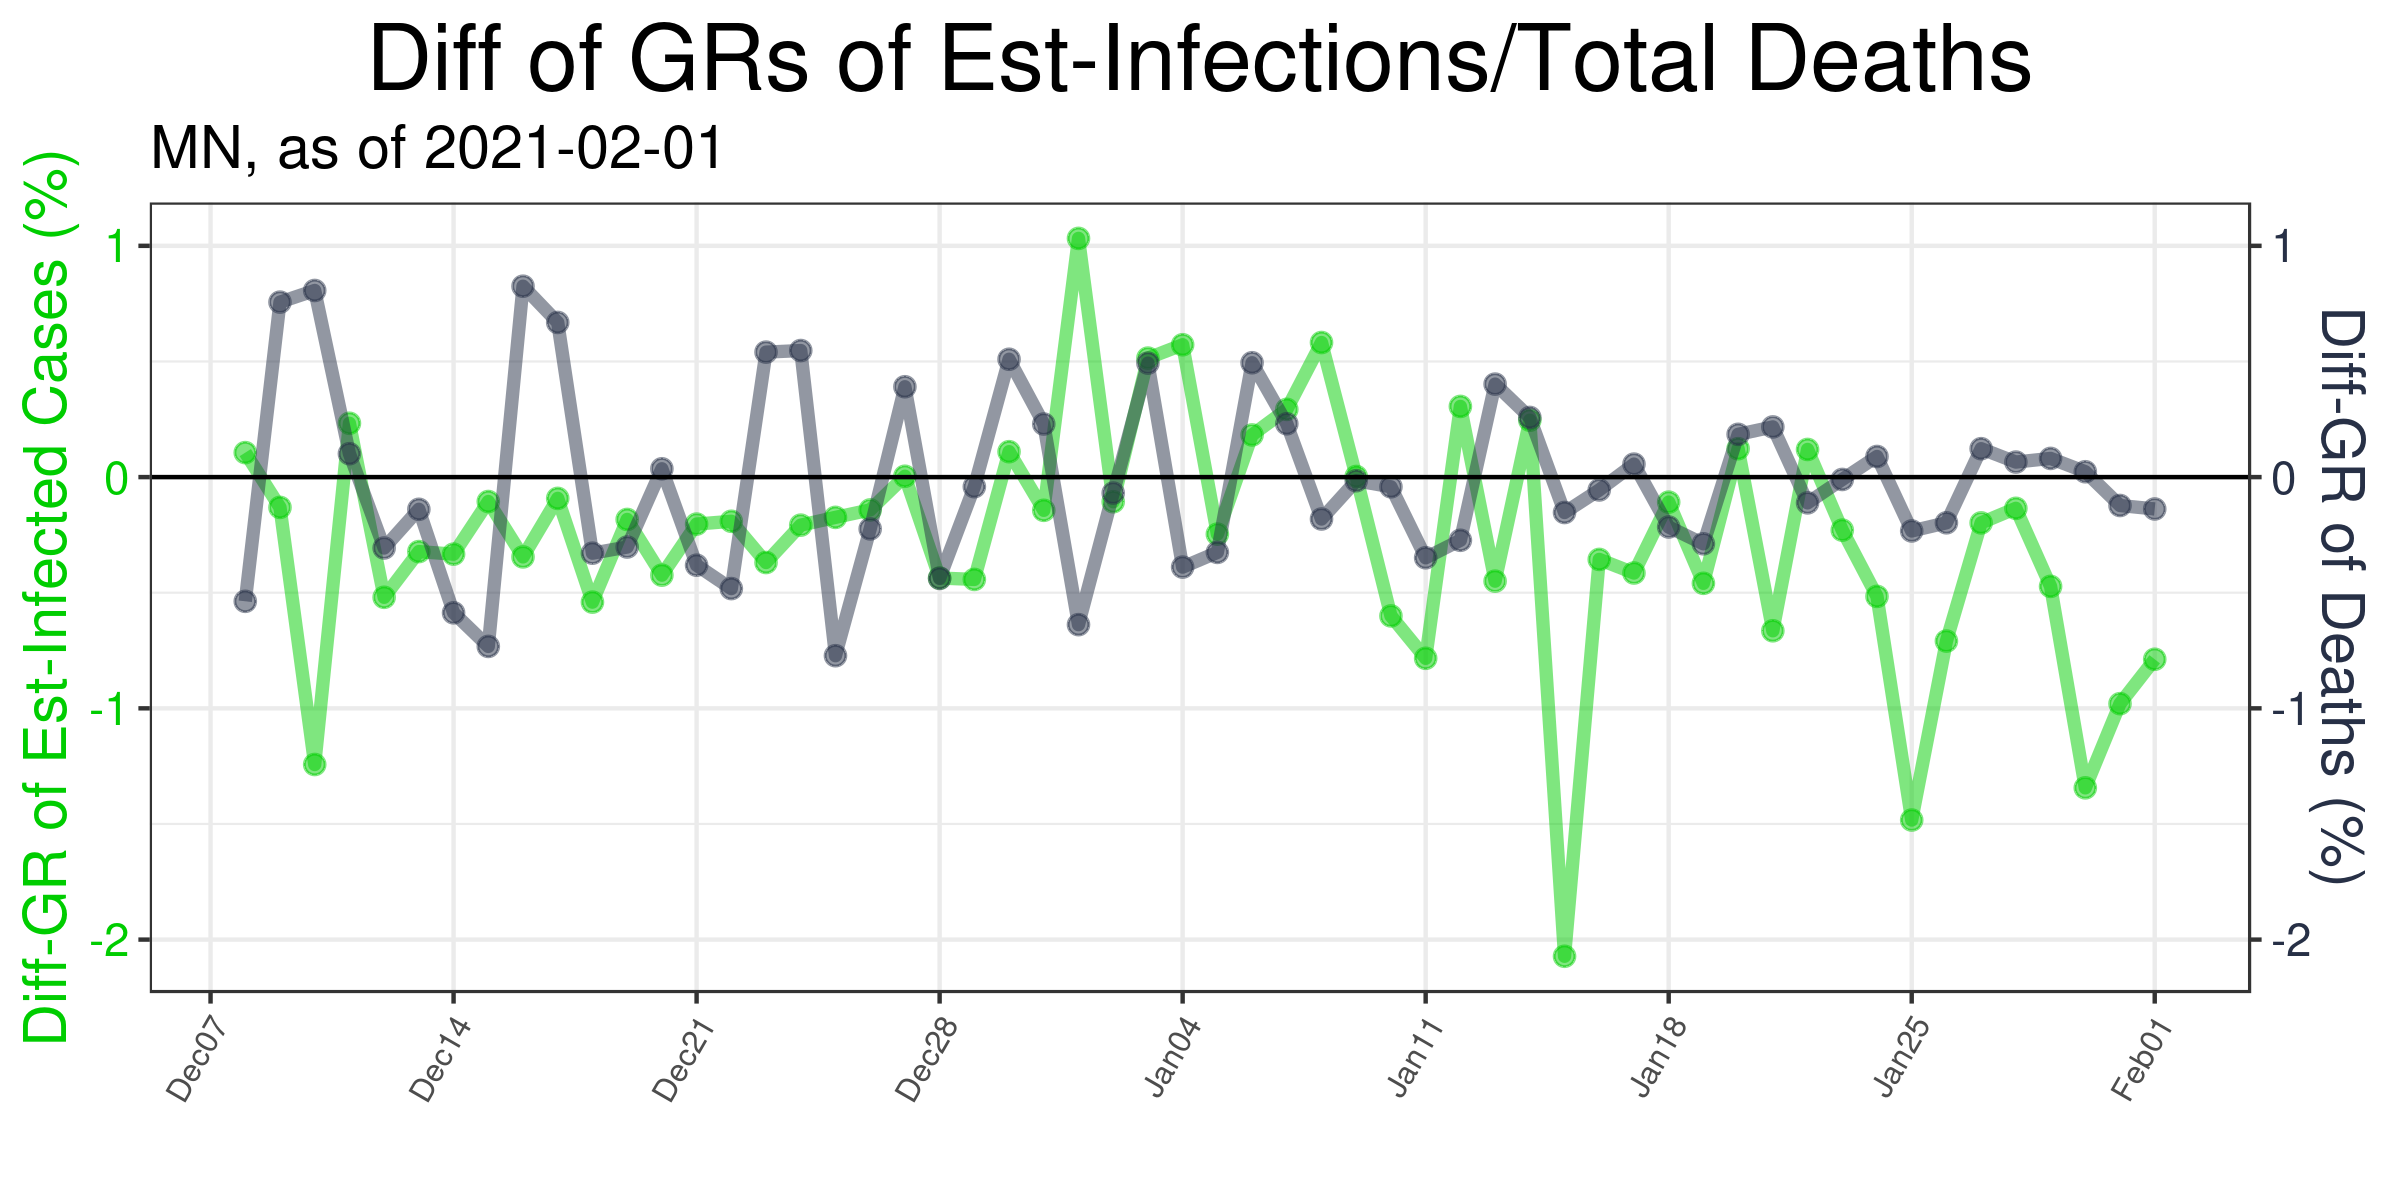 Diff of GRs of Est-Infections/Total Deaths
MN, as of 2021-02-01
Diff-GR of Est-Infected Cases (%)
1
0
-1
-2
1
0
-1
-2
Diff-GR of Deaths (%)
Dec07
Dec14
Dec21
Dec28
Jan04
Jan11
Jan18
Jan25
Feb01